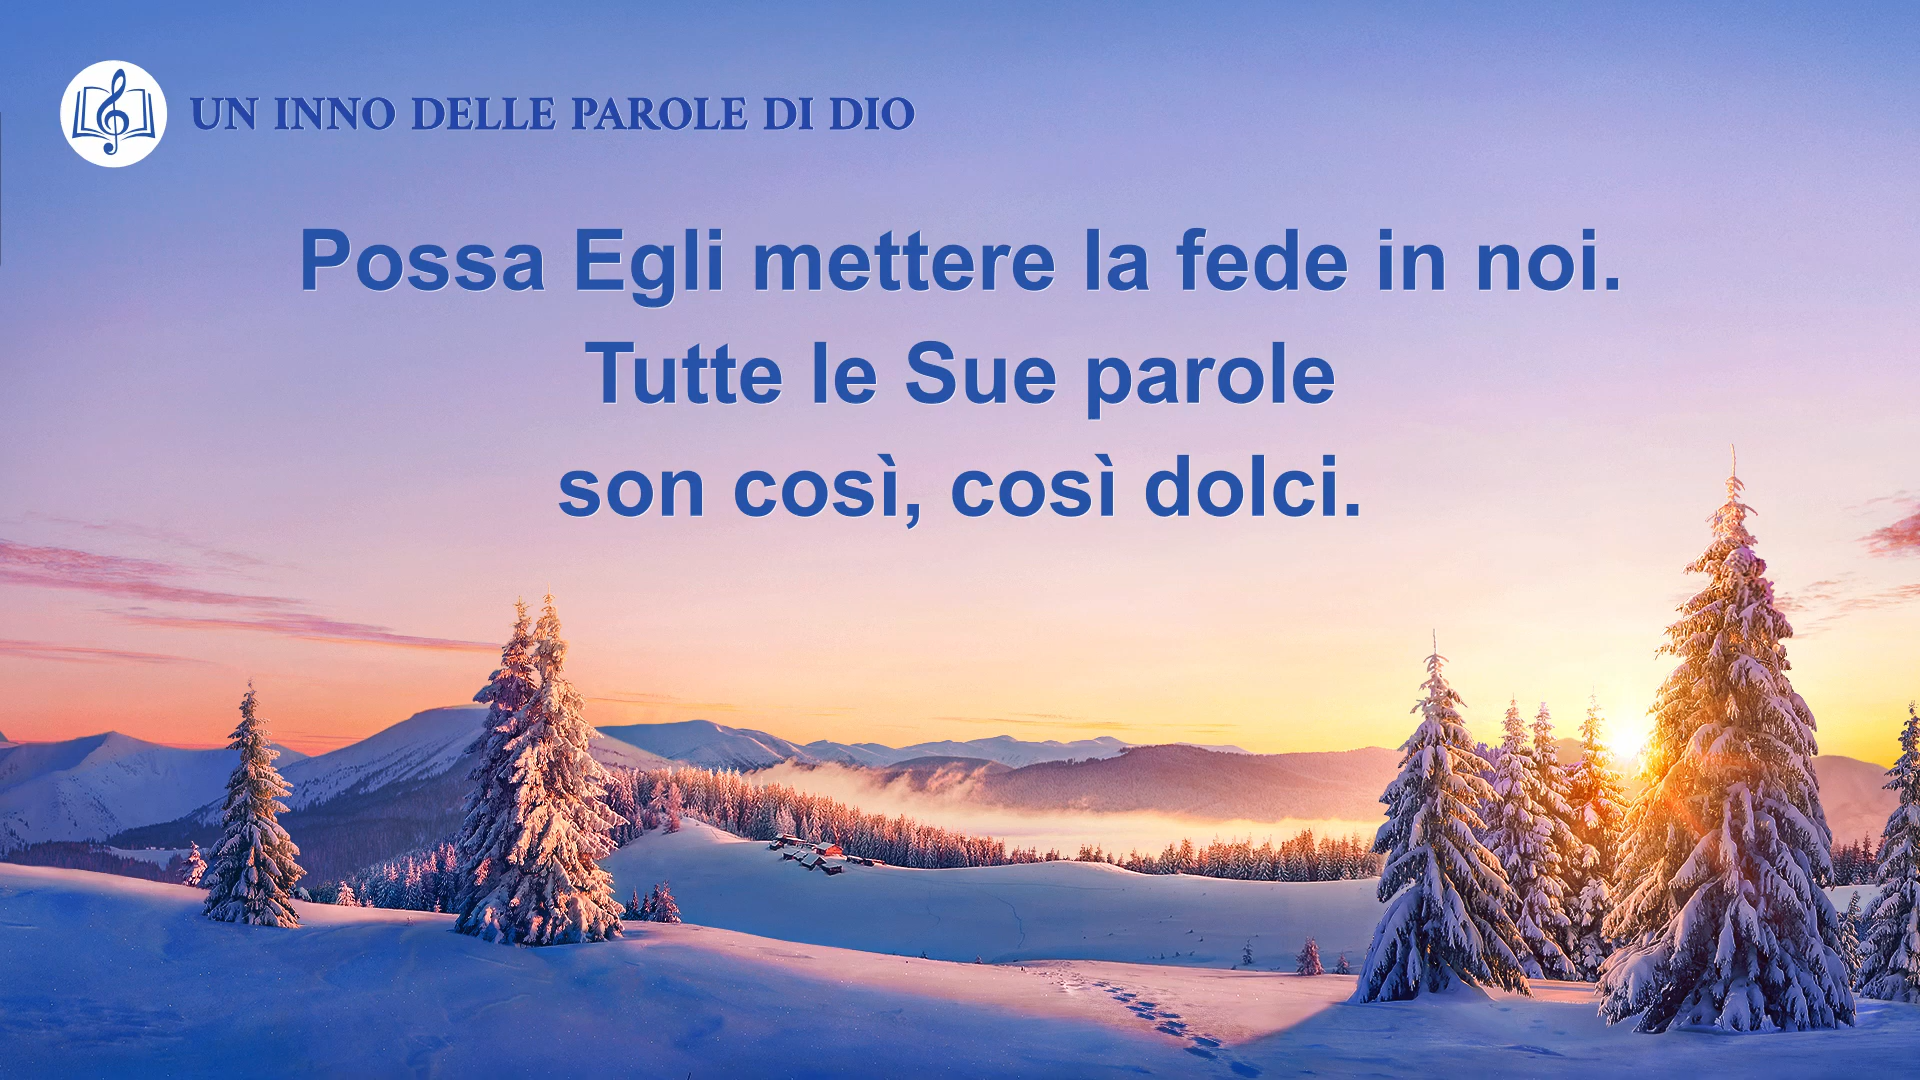 UN INNO DELLE PAROLE DI DIO
Possa Egli mettere la fede in noi.
Tutte le Sue parole
son così, così dolci.